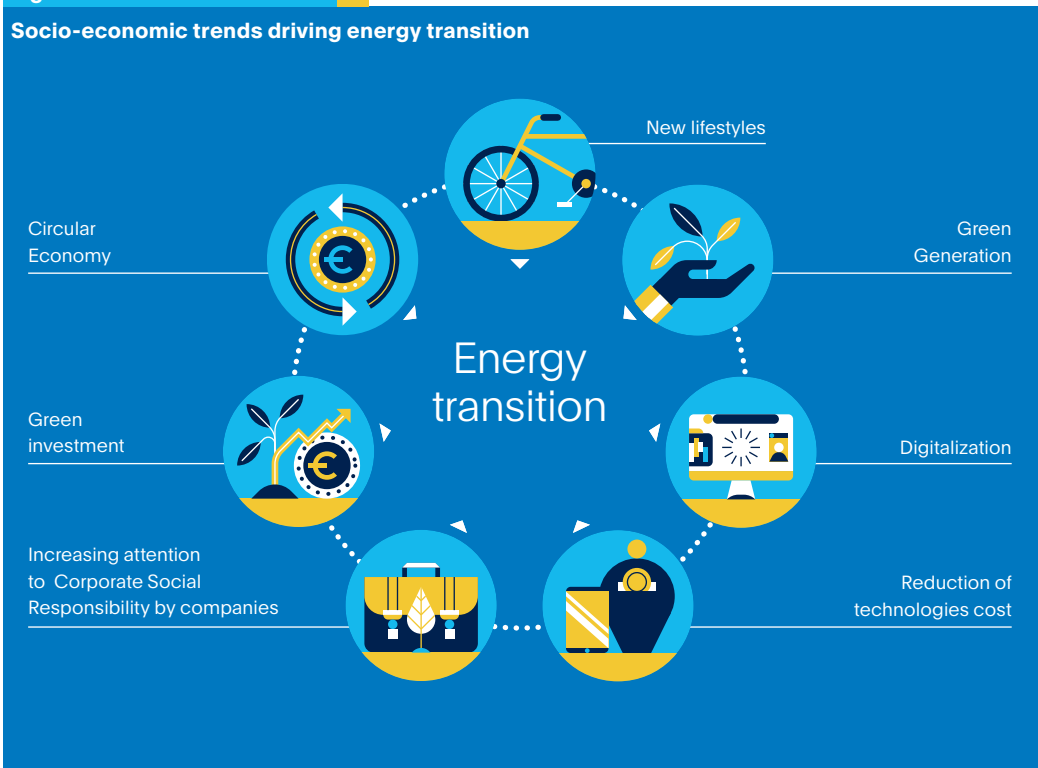 Socio-economic trends driving energy transition
New lifestyles
Circular
Economy
Green
Generation
Energy
transition
Green
investment
Digitalization
Increasing attention
to Corporate Social
Responsibility by companies
Reduction of
technologies cost